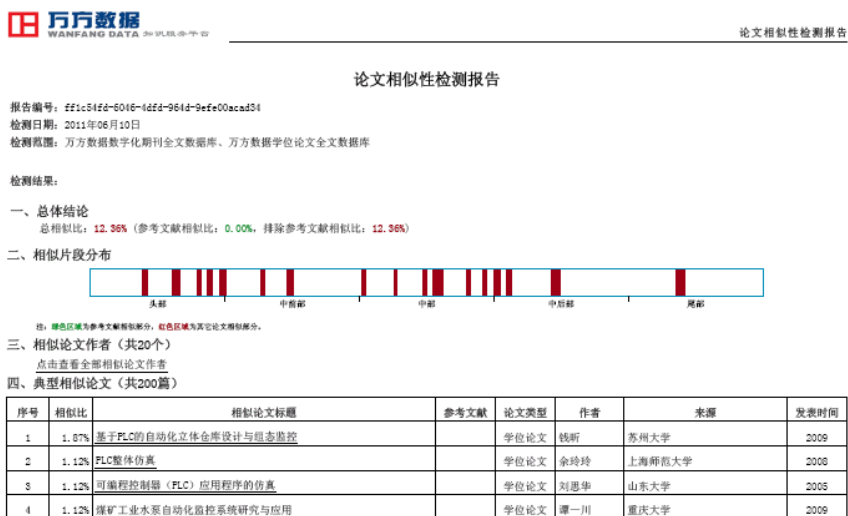 万方数据
WANFANG DATA 知识服务平台
论文相似性检测报告
论文相似性检测报告
报告编号：ff1c54fd-6046-4dfd-964d-9efe00acad34
检测日期：2011年06月10日
检测范围：万方数据数字化期刊全文数据库、万方数据学位论文全文数据库
检测结果：
一、总体结论
总相似比：12.36% (参考文献相似比：0.00%，排除参考文献相似比：12.36%)
二、相似片段分布
头部 中前部 中部 中后部 尾部
注：绿色区域为参考文献相似部分，红色区域为其它论文相似部分。
三、相似论文作者（共20个）
点击查看全部相似论文作者
四、典型相似论文（共200篇）
序号 相似比 相似论文标题 参考文献 论文类型 作者 来源 发表时间
1 1.87% 基于PLC的自动化立体仓库设计与组态监控 学位论文 钱昕 苏州大学 2009
2 1.12% PLC整体仿真 学位论文 余玲玲 上海师范大学 2008
3 1.12% 可编程控制器（PLC）应用程序的仿真 学位论文 刘思华 山东大学 2005
4 1.12% 煤矿工业水泵自动化监控系统研究与应用 学位论文 谭一川 重庆大学 2009